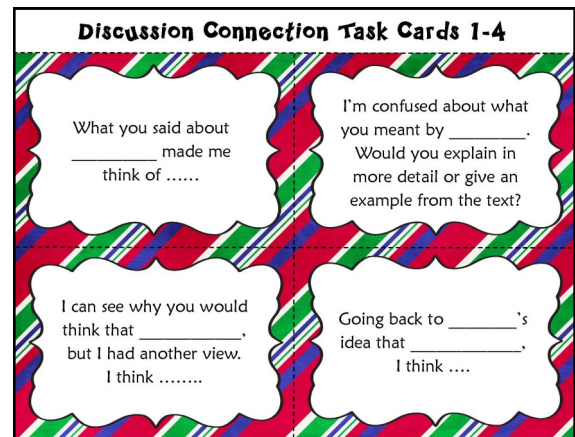 Discussion Connection Task Cards 1-4
What you said about
_________ made me
think of ......
I'm confused about what
you meant by ________.
Would you explain in
more detail or give an
example from the text?
I can see why you would
think that ___________,
but I had another view.
I think ........
Going back to _______'s
idea that ____________,
I think ....